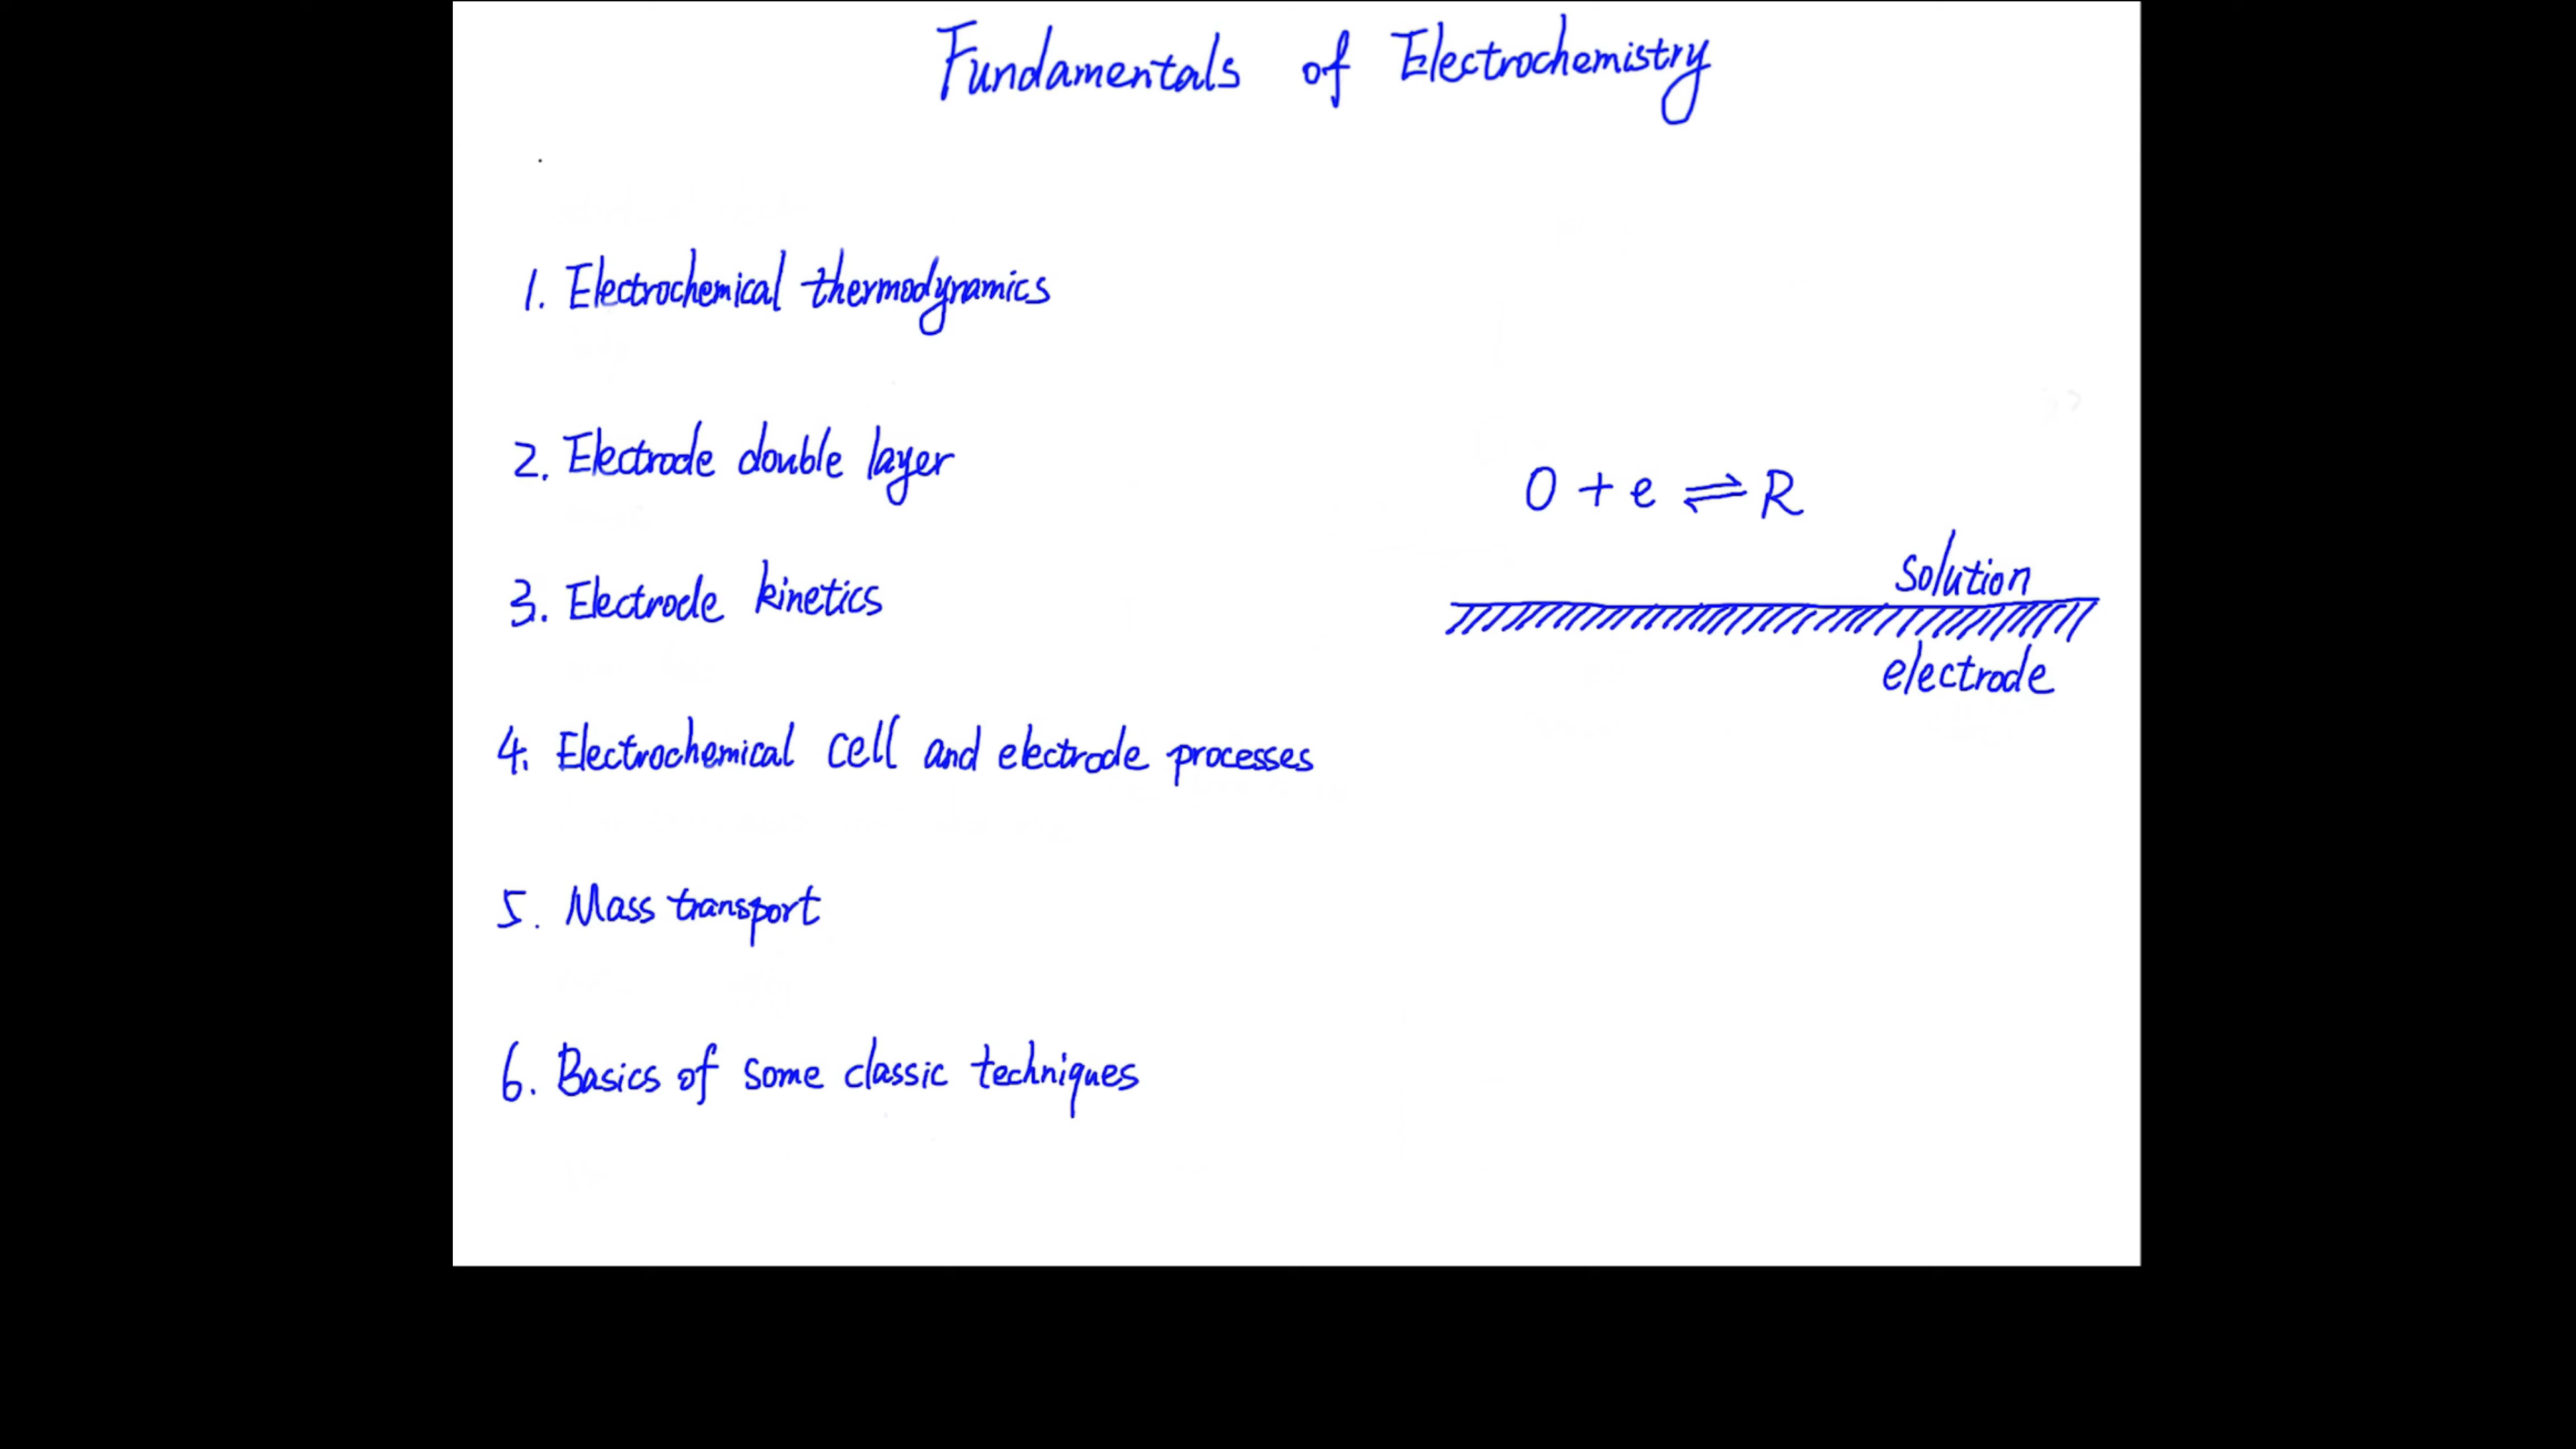 Fundamentals of Electrochemistry
1. Electrochemical thermodynamics
2. Electrode double layer
3. Electrode kinetics
4. Electrochemical cell and electrode processes
5. Mass transport
6. Basics of some classic techniques
O + e ⇌ R
solution
electrode